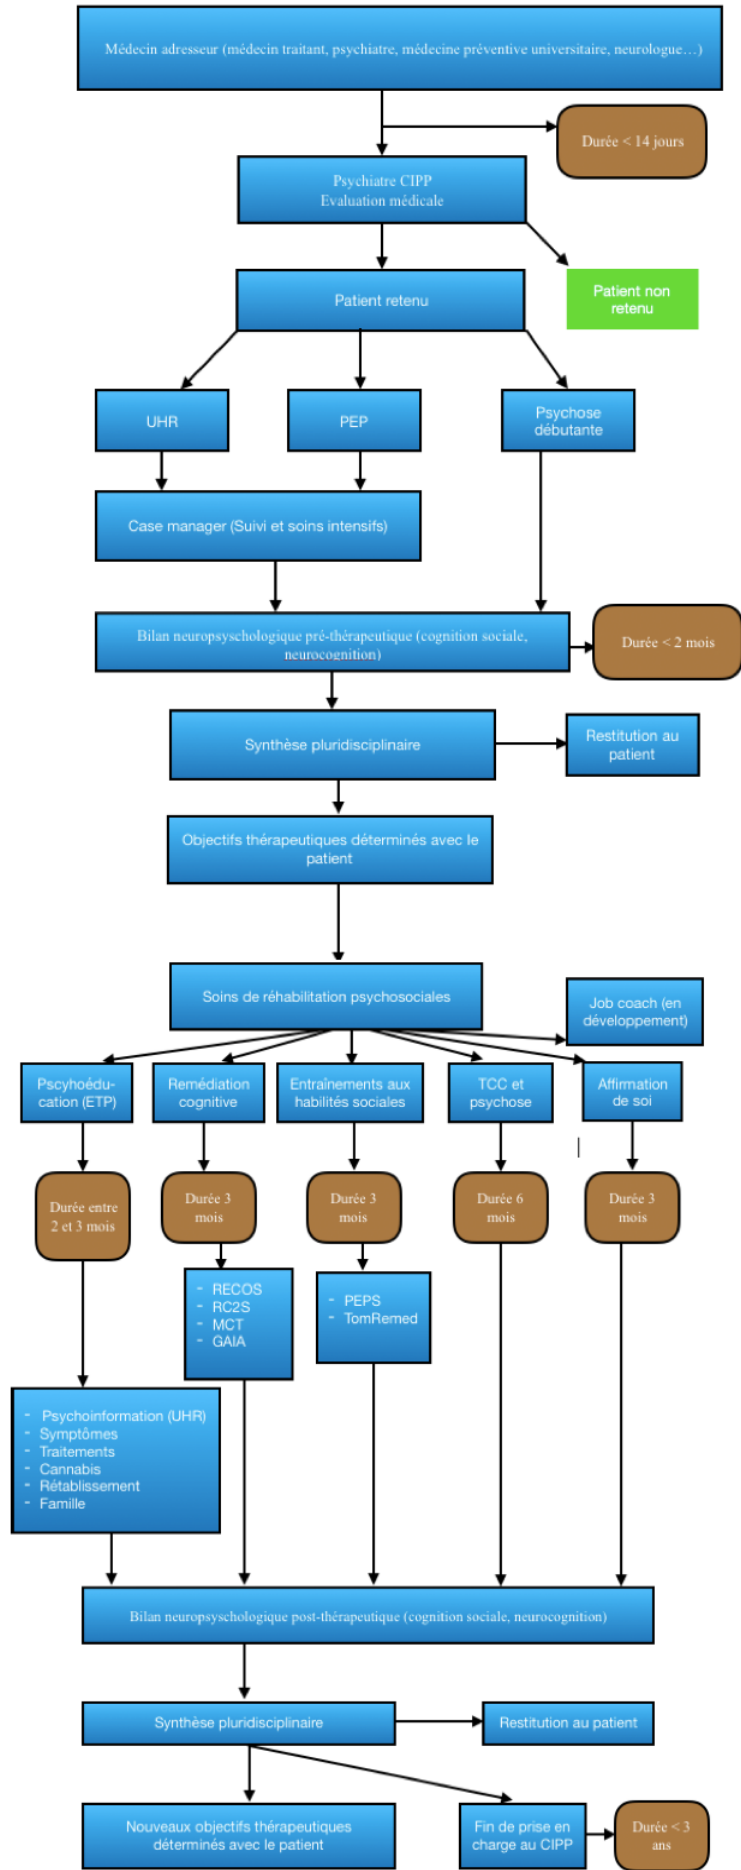 Médecin adresseur (médecin traitant, psychiatre, médecine préventive universitaire, neurologue…)
Durée < 14 jours
Psychiatre CIPP
Evaluation médicale
Patient retenu
Patient non
retenu
UHR
PEP
Psychose
débutante
Case manager (Suivi et soins intensifs)
Bilan neuropsyschologique pré-thérapeutique (cognition sociale,
neurocognition)
Durée < 2 mois
Synthèse pluridisciplinaire
Restitution au
patient
Objectifs thérapeutiques déterminés avec le
patient
Soins de réhabilitation psychosociales
Job coach (en
développement)
Pscyhoédu-
cation (ETP)
Remédiation
cognitive
Entraînements aux
habilités sociales
TCC et
psychose
Affirmation
de soi
Durée entre
2 et 3 mois
Durée 3
mois
Durée 3
mois
Durée 6
mois
Durée 3
mois
- RECOS
- RC2S
- MCT
- GAIA
- PEPS
- TomRemed
- Psychoinformation (UHR)
- Symptômes
- Traitements
- Cannabis
- Rétablissement
- Famille
Bilan neuropsyschologique post-thérapeutique (cognition sociale, neurocognition)
Synthèse pluridisciplinaire
Restitution au patient
Nouveaux objectifs thérapeutiques
déterminés avec le patient
Fin de prise en
charge au CIPP
Durée < 3
ans